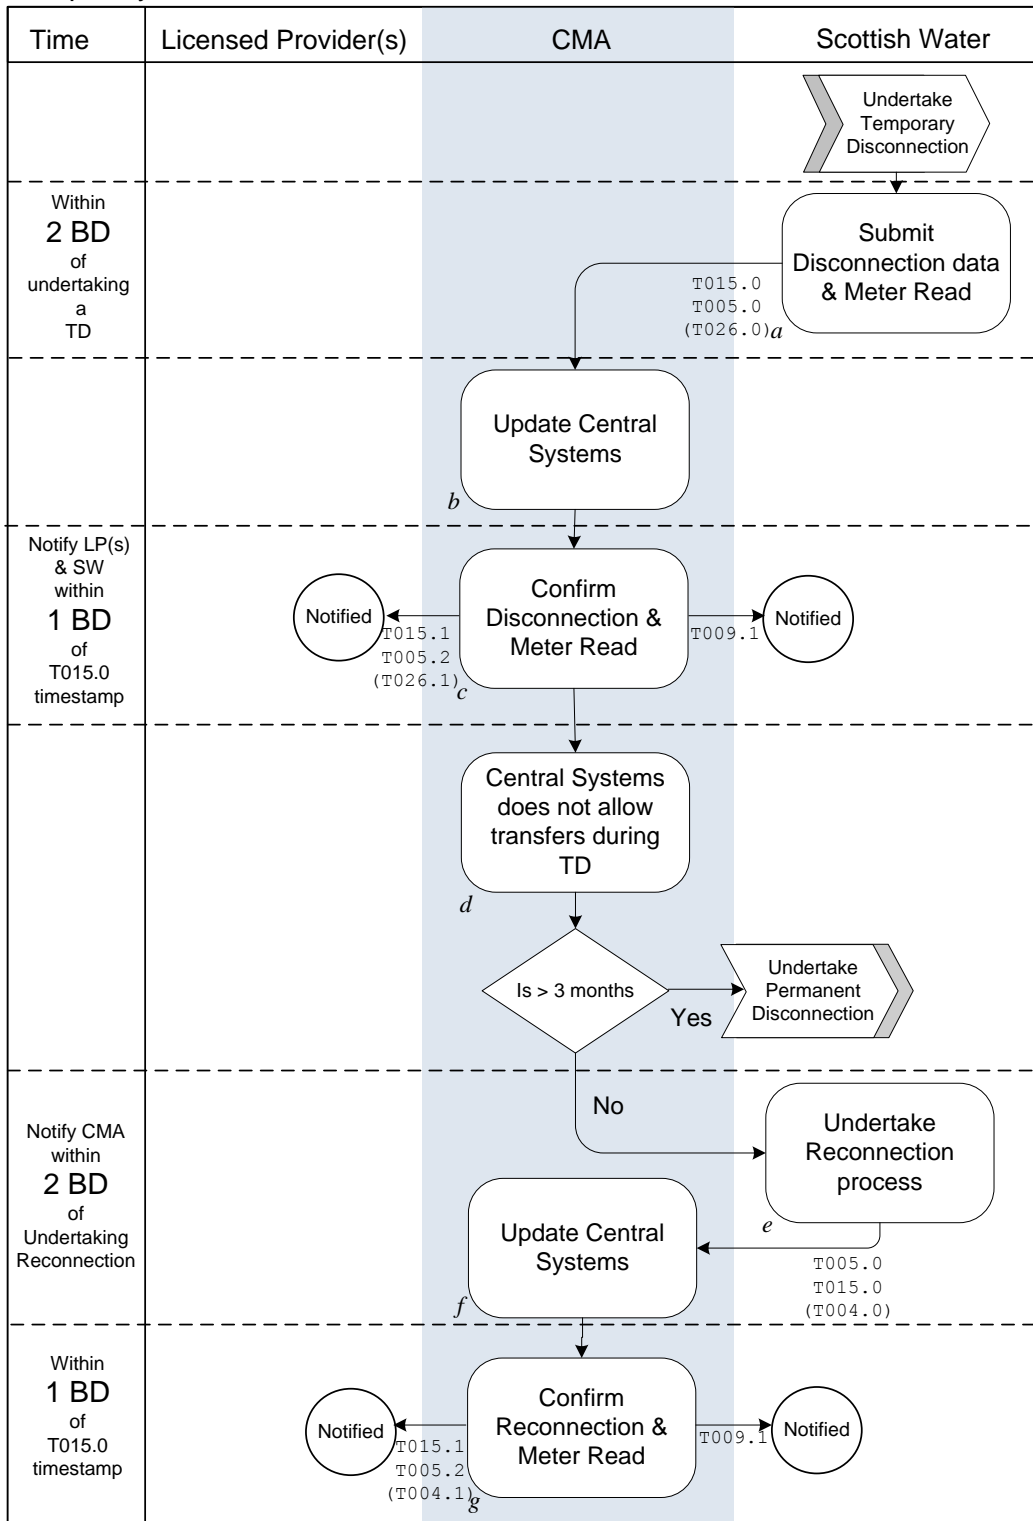 Time
Licensed Provider(s)
CMA
Scottish Water
Undertake
Temporary
Disconnection
Within
2 BD
of
undertaking
a
TD
Submit
Disconnection data
& Meter Read
T015.0
T005.0
(T026.0)
a
Update Central
Systems
b
Notify LP(s)
& SW
within
1 BD
of
T015.0
timestamp
Notified
T015.1
T005.2
(T026.1)
Confirm
Disconnection &
Meter Read
c
T009.1
Notified
Central Systems
does not allow
transfers during
TD
d
Is > 3 months
Yes
Undertake
Permanent
Disconnection
No
Notify CMA
within
2 BD
of
Undertaking
Reconnection
Undertake
Reconnection
process
e
T005.0
T015.0
(T004.0)
Update Central
Systems
f
Within
1 BD
of
T015.0
timestamp
Notified
T015.1
T005.2
(T004.1)
Confirm
Reconnection &
Meter Read
g
T009.1
Notified